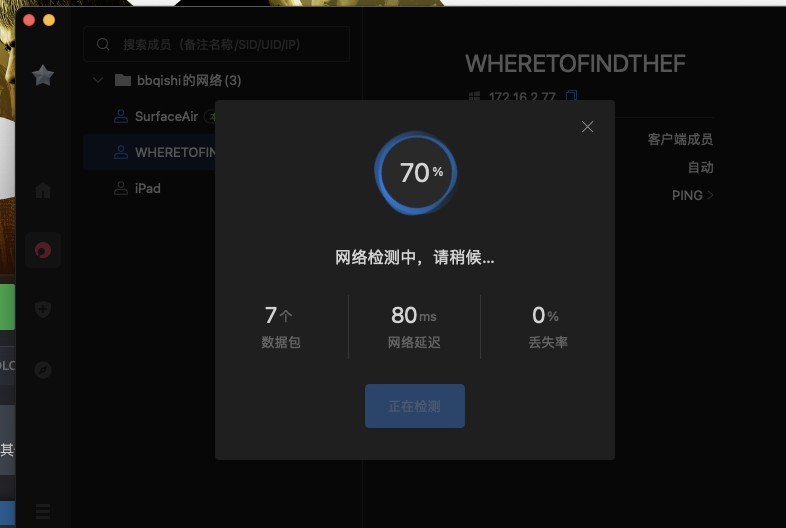 搜索成员（备注名称/SID/UID/IP）
bbqishi的网络(3)
SurfaceAir
WHERETOFIN
iPad
WHERETOFINDTHEF
172.16.2.77
客户端成员
自动
PING
70%
网络检测中，请稍候...
7个
80ms
0%
数据包
网络延迟
丢失率
正在检测
其